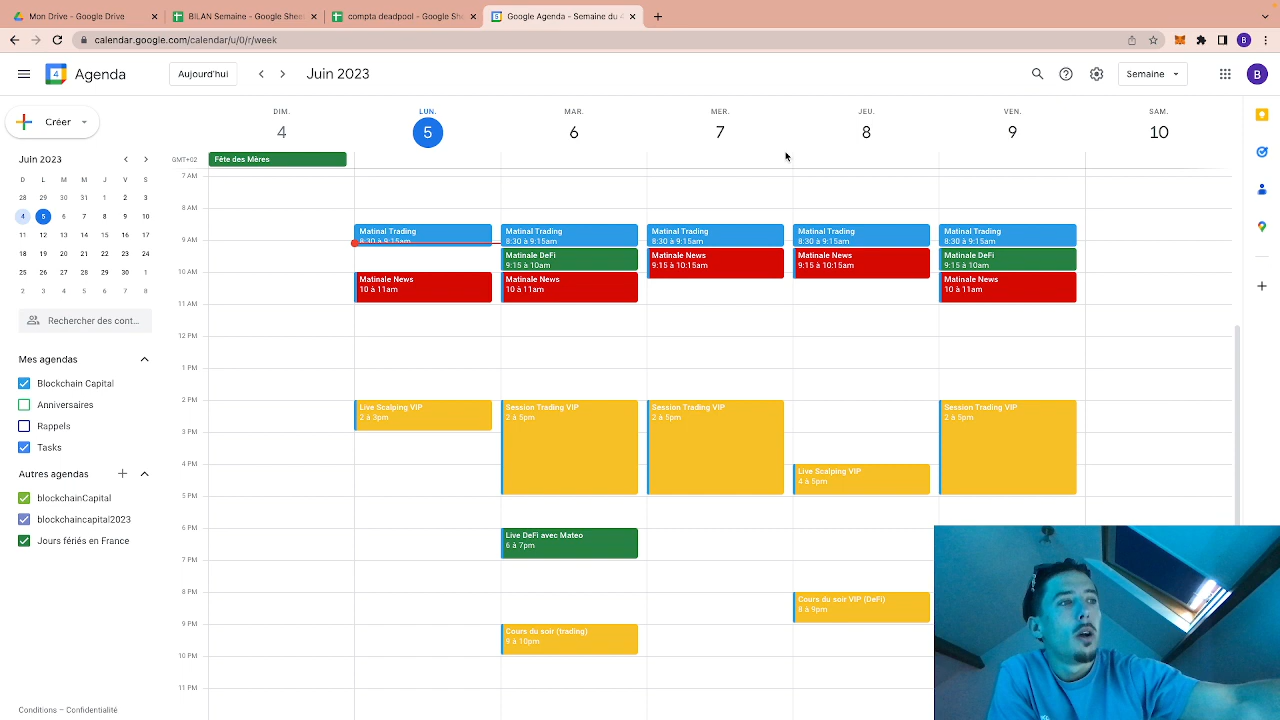 Mon Drive – Google Drive
BILAN Semaine – Google Sheet
compta deadpool – Google She
Google Agenda – Semaine du 4
calendar.google.com/calendar/u/0/r/week
B
4
Agenda
Aujourd'hui
Juin 2023
Semaine
B
Créer
DIM.
LUN.
MAR.
MER.
JEU.
VEN.
SAM.
4
5
6
7
8
9
10
GMT+02
Fête des Mères
Juin 2023
D L M M J V S
28 29 30 31 1 2 3
4 5 6 7 8 9 10
11 12 13 14 15 16 17
18 19 20 21 22 23 24
25 26 27 28 29 30 1
2 3 4 5 6 7 8
Rechercher des cont…
Mes agendas
Blockchain Capital
Anniversaires
Rappels
Tasks
Autres agendas
blockchainCapital
blockchaincapital2023
Jours fériés en France
Conditions – Confidentialité
7 AM
8 AM
9 AM
10 AM
11 AM
12 PM
1 PM
2 PM
3 PM
4 PM
5 PM
6 PM
7 PM
8 PM
9 PM
10 PM
11 PM
Matinal Trading
8:30 à 9:15am
Matinale News
10 à 11am
Live Scalping VIP
2 à 3pm
Matinal Trading
8:30 à 9:15am
Matinale DeFi
9:15 à 10am
Matinale News
10 à 11am
Session Trading VIP
2 à 5pm
Live DeFi avec Mateo
6 à 7pm
Cours du soir (trading)
9 à 10pm
Matinal Trading
8:30 à 9:15am
Matinale News
9:15 à 10:15am
Session Trading VIP
2 à 5pm
Matinal Trading
8:30 à 9:15am
Matinale News
9:15 à 10:15am
Live Scalping VIP
4 à 5pm
Cours du soir VIP (DeFi)
8 à 9pm
Matinal Trading
8:30 à 9:15am
Matinale DeFi
9:15 à 10am
Matinale News
10 à 11am
Session Trading VIP
2 à 5pm